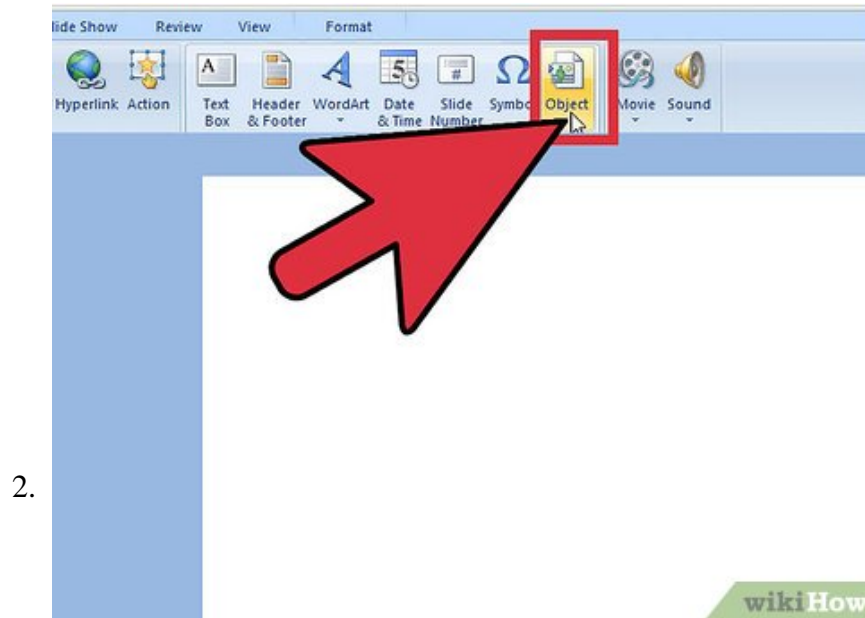 lide Show Review View Format
Hyperlink Action Text Box Header & Footer WordArt Date & Time Slide Number Symbo Object Movie Sound
5
#
Ω
A
A
2.
wikiHow